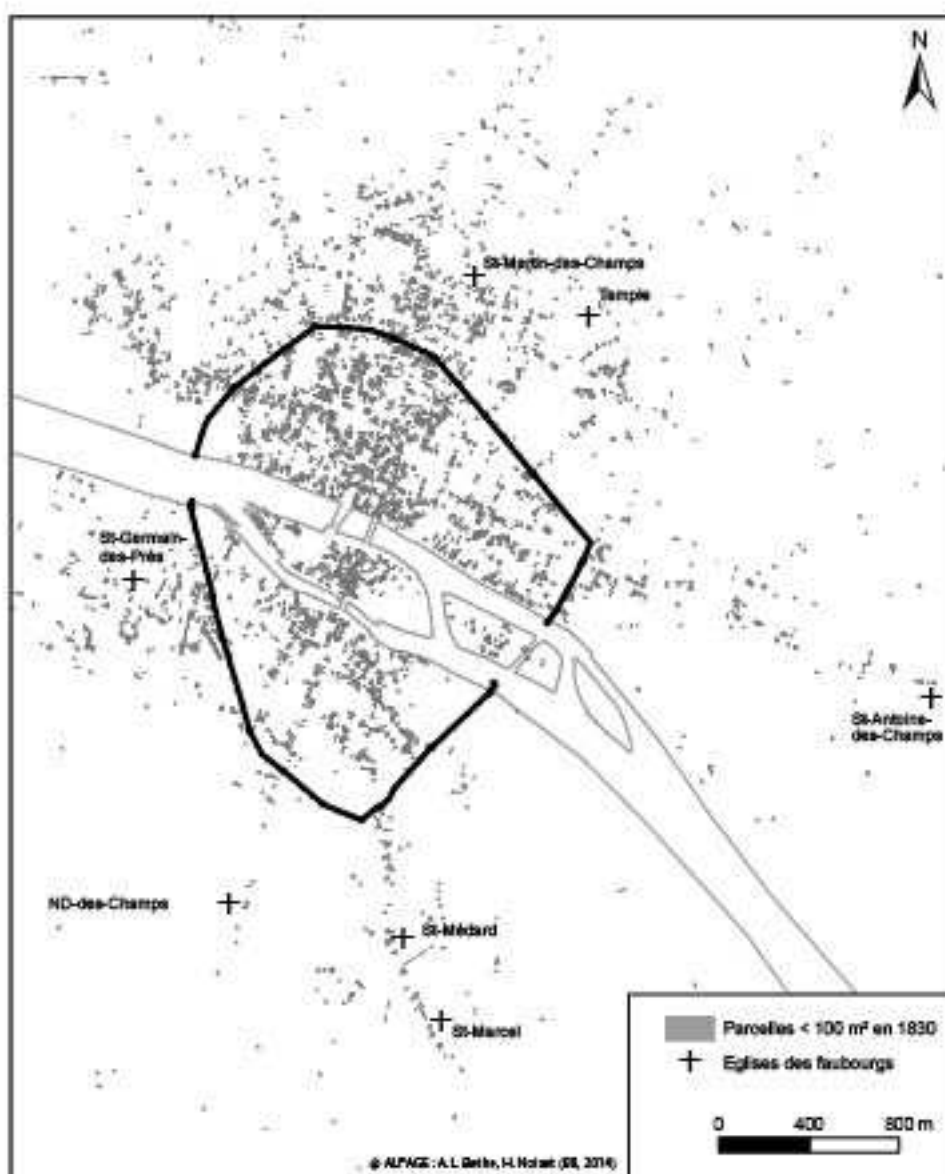 N
St-Martin-des-Champs
Temple
St-Germain-
des-Prés
St-Antoine-
des-Champs
ND-des-Champs
St-Médard
St-Marcel
Parcelles < 100 m² en 1830
Eglises des faubourgs
0 400 800 m
© ALPAGE : A.L. Bethe, H. Noizet (68, 2014)